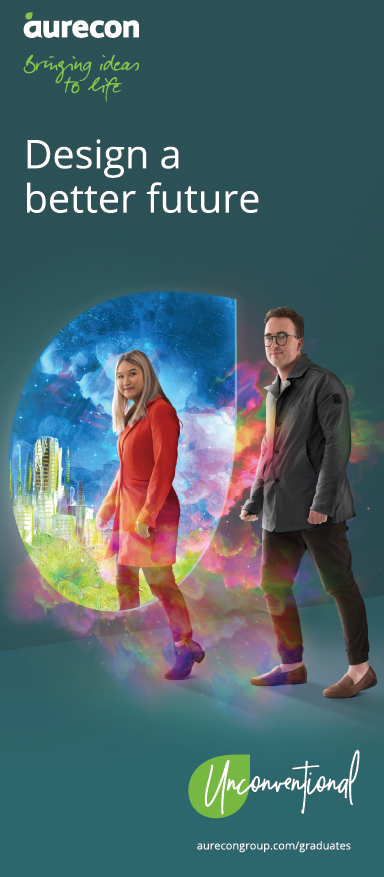 aurecon
Bringing ideas
to life
Design a
better future
Unconventional
aurecongroup.com/graduates